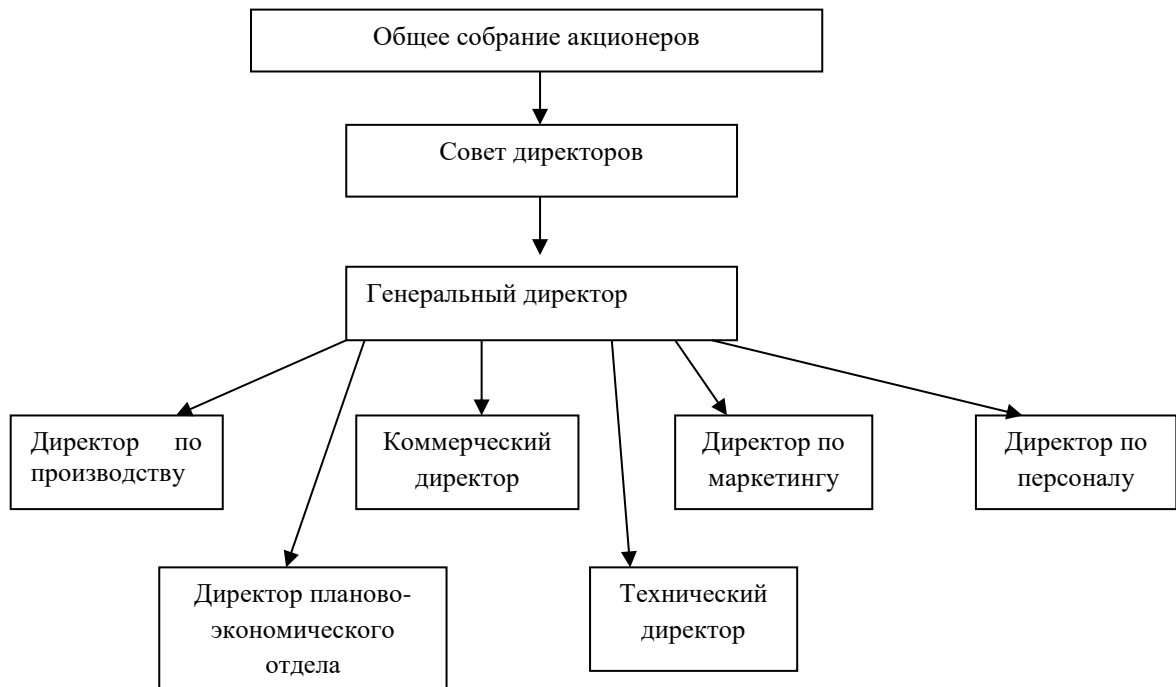 Общее собрание акционеров
Совет директоров
Генеральный директор
Директор по
производству
Коммерческий
директор
Директор по
маркетингу
Директор по
персоналу
Директор планово-
экономического
отдела
Технический
директор